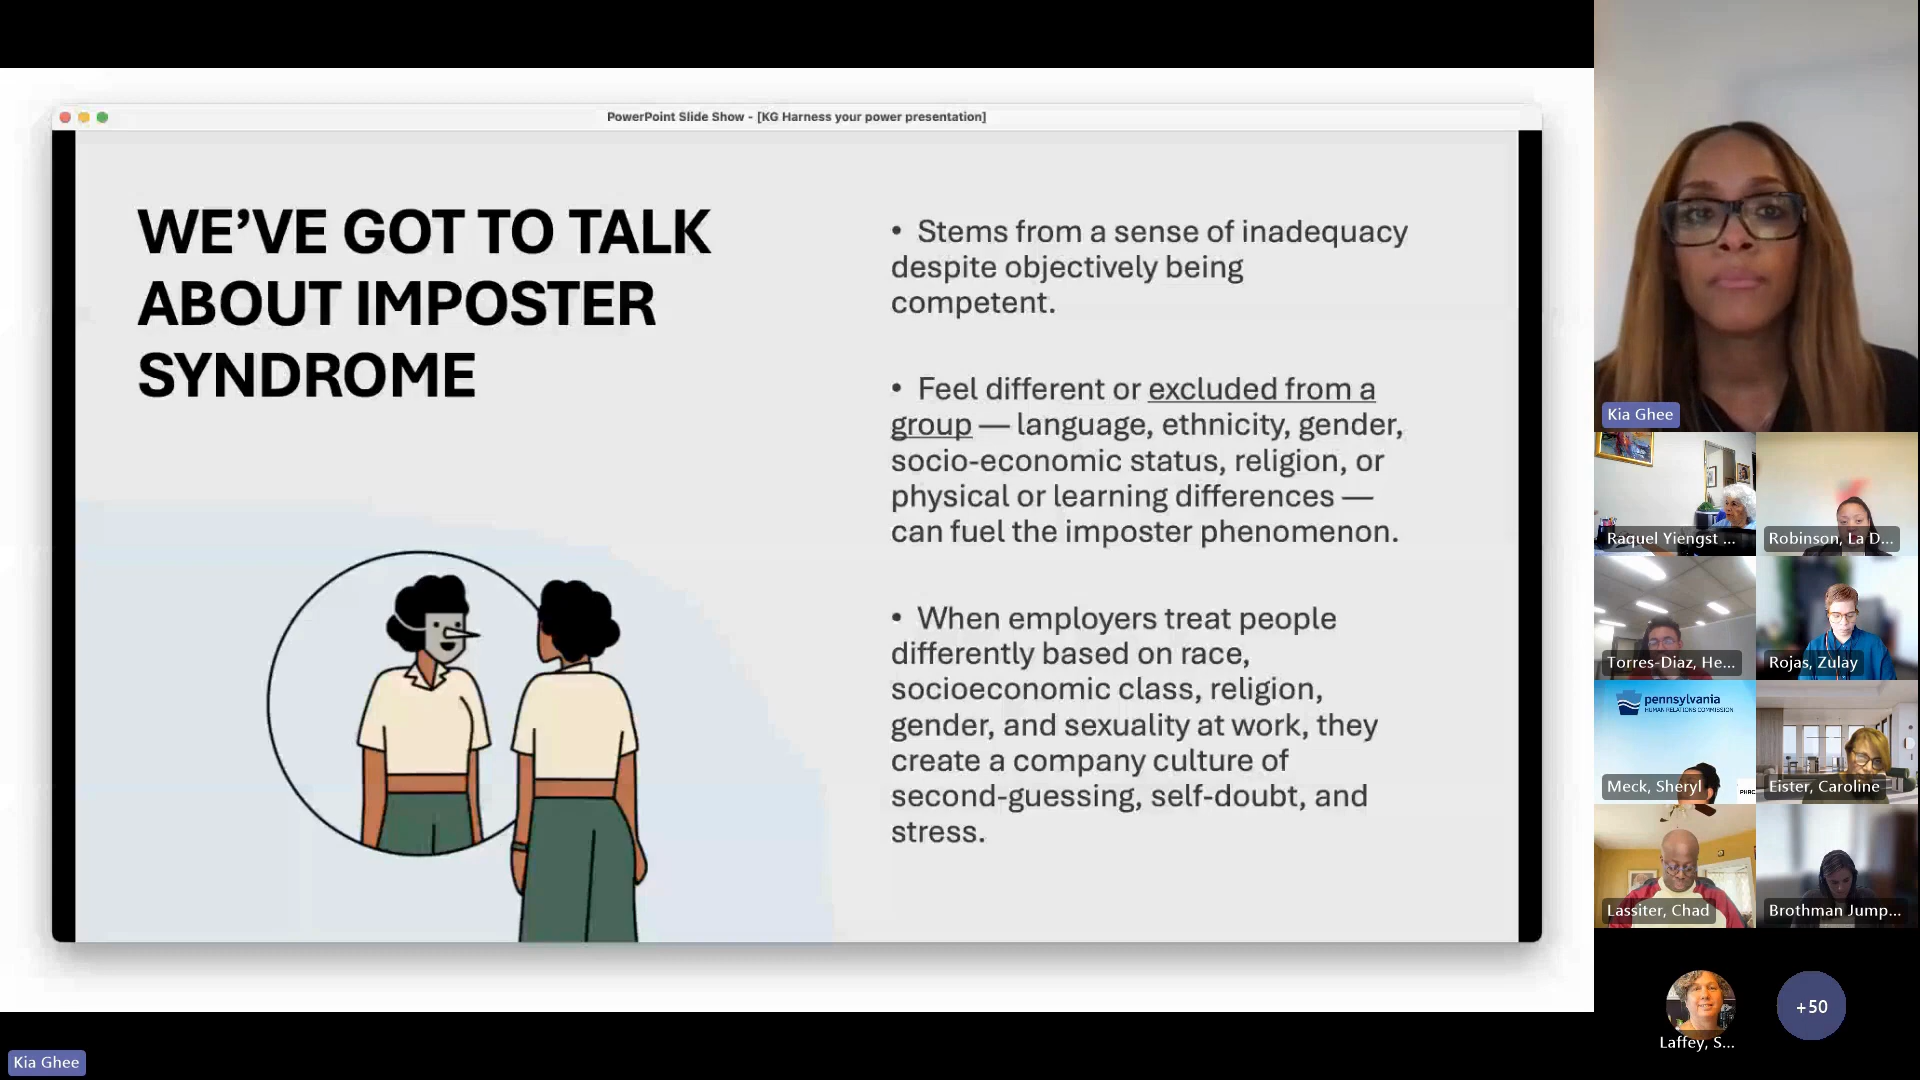 PowerPoint Slide Show - [KG Harness your power presentation]
WE’VE GOT TO TALK
ABOUT IMPOSTER
SYNDROME
• Stems from a sense of inadequacy
despite objectively being
competent.
• Feel different or excluded from a
group — language, ethnicity, gender,
socio-economic status, religion, or
physical or learning differences —
can fuel the imposter phenomenon.
• When employers treat people
differently based on race,
socioeconomic class, religion,
gender, and sexuality at work, they
create a company culture of
second-guessing, self-doubt, and
stress.
Kia Ghee
Raquel Yiengst ...
Robinson, La D...
Torres-Diaz, He...
Rojas, Zulay
pennsylvania
HUMAN RELATIONS COMMISSION
Meck, Sheryl
PHRC
Eister, Caroline
Lassiter, Chad
Brothman Jump...
Laffey, S...
+50
Kia Ghee